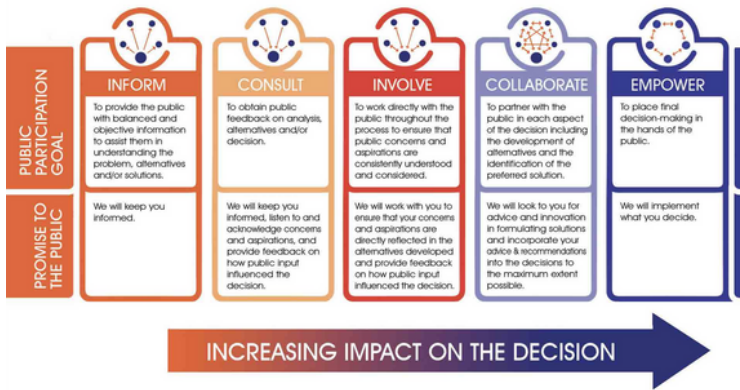 INFORM
CONSULT
INVOLVE
COLLABORATE
EMPOWER
PUBLIC
PARTICIPATION
GOAL
To provide the public
with balanced and
objective information
to assist them in
understanding the
problem, alternatives
and/or solutions.
To obtain public
feedback on analysis,
alternatives and/or
decision.
To work directly with the
public throughout the
process to ensure that
public concerns and
aspirations are
consistently understood
and considered.
To partner with the
public in each aspect
of the decision including
the development of
alternatives and the
identification of the
preferred solution.
To place final
decision-making in
the hands of the
public.
PROMISE TO
THE PUBLIC
We will keep you
informed.
We will keep you
informed, listen to and
acknowledge concerns
and aspirations, and
provide feedback on
how public input
influenced the
decision.
We will work with you to
ensure that your concerns
and aspirations are
directly reflected in the
alternatives developed
and provide feedback
on how public input
influenced the decision.
We will look to you for
advice and innovation
in formulating solutions
and incorporate your
advice & recommendations
into the decisions to
the maximum extent
possible.
We will implement
what you decide.
INCREASING IMPACT ON THE DECISION